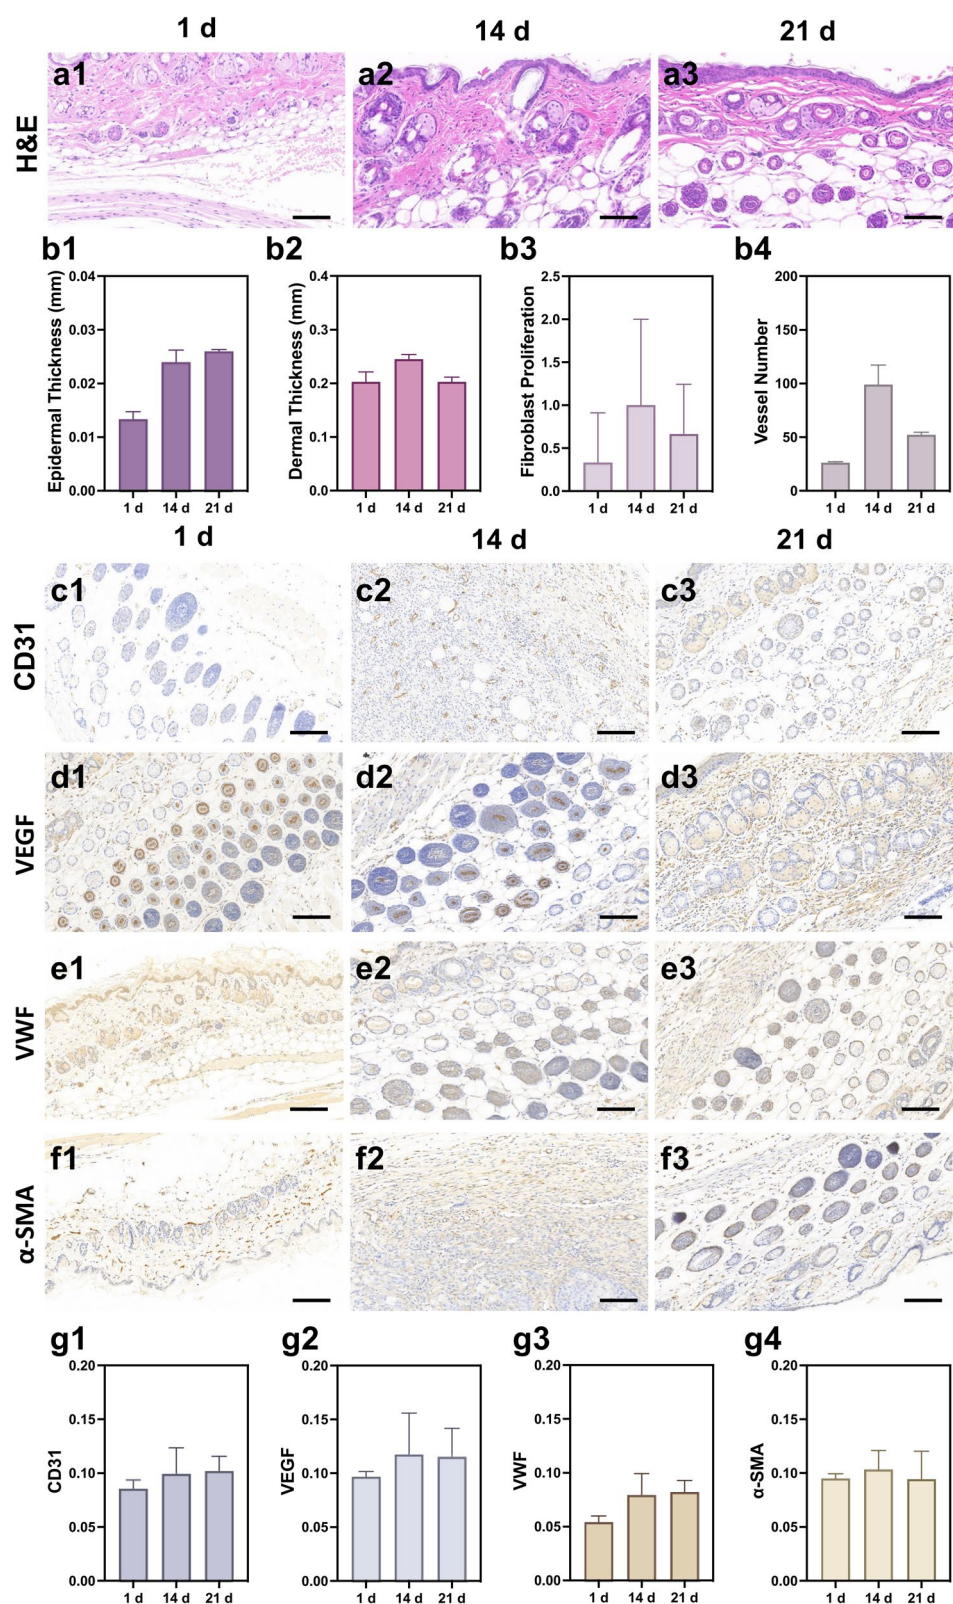 1 d 14 d 21 d
H&E
a1 a2 a3
b1 b2 b3 b4
Epidermal Thickness (mm)
0.04
0.03
0.02
0.01
0.00
1 d 14 d 21 d
Dermal Thickness (mm)
0.4
0.3
0.2
0.1
0.0
1 d 14 d 21 d
Fibroblast Proliferation
2.5
2.0
1.5
1.0
0.5
0.0
1 d 14 d 21 d
Vessel Number
200
150
100
50
0
1 d 14 d 21 d
1 d 14 d 21 d
CD31
c1 c2 c3
VEGF
d1 d2 d3
VWF
e1 e2 e3
α-SMA
f1 f2 f3
g1 g2 g3 g4
CD31
0.20
0.15
0.10
0.05
0.00
1 d 14 d 21 d
VEGF
0.20
0.15
0.10
0.05
0.00
1 d 14 d 21 d
VWF
0.20
0.15
0.10
0.05
0.00
1 d 14 d 21 d
α-SMA
0.20
0.15
0.10
0.05
0.00
1 d 14 d 21 d